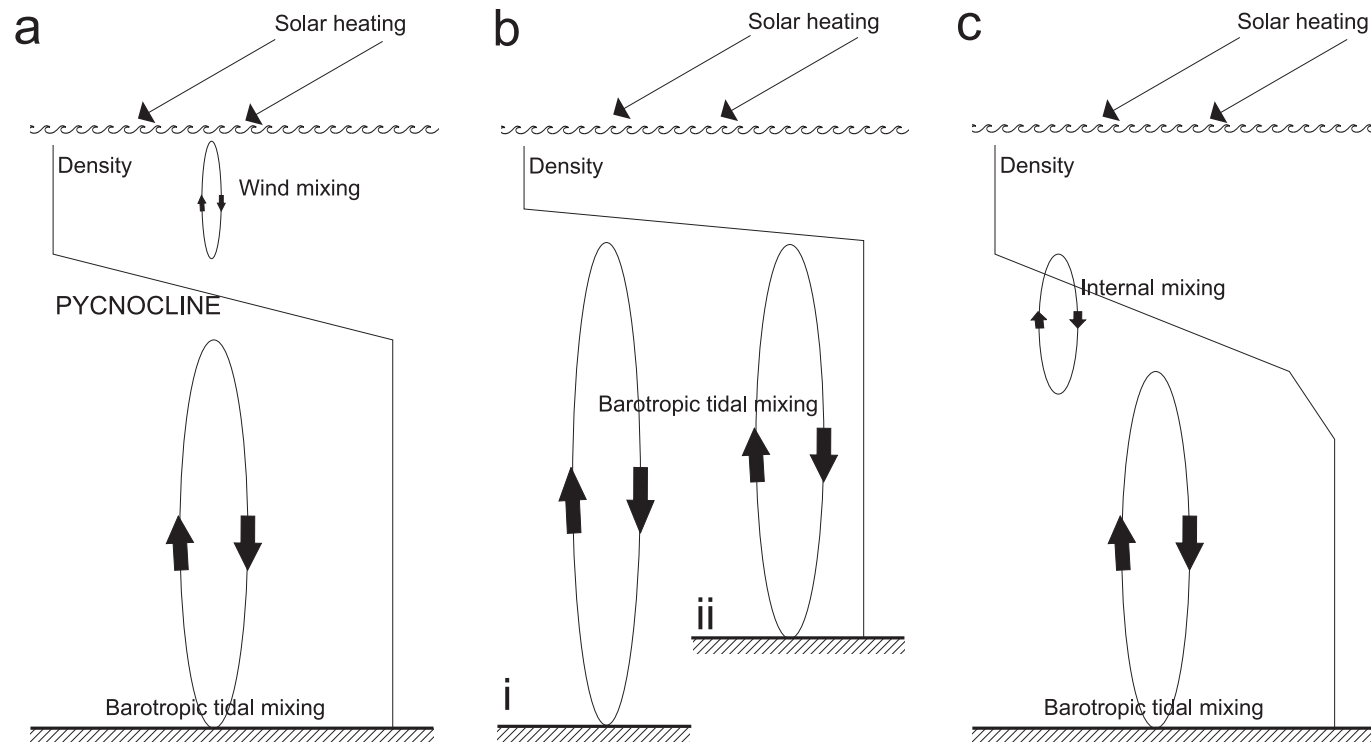 a
Solar heating
Density
Wind mixing
PYCNOCLINE
Barotropic tidal mixing
b
Solar heating
Density
Barotropic tidal mixing
ii
i
c
Solar heating
Density
Internal mixing
Barotropic tidal mixing